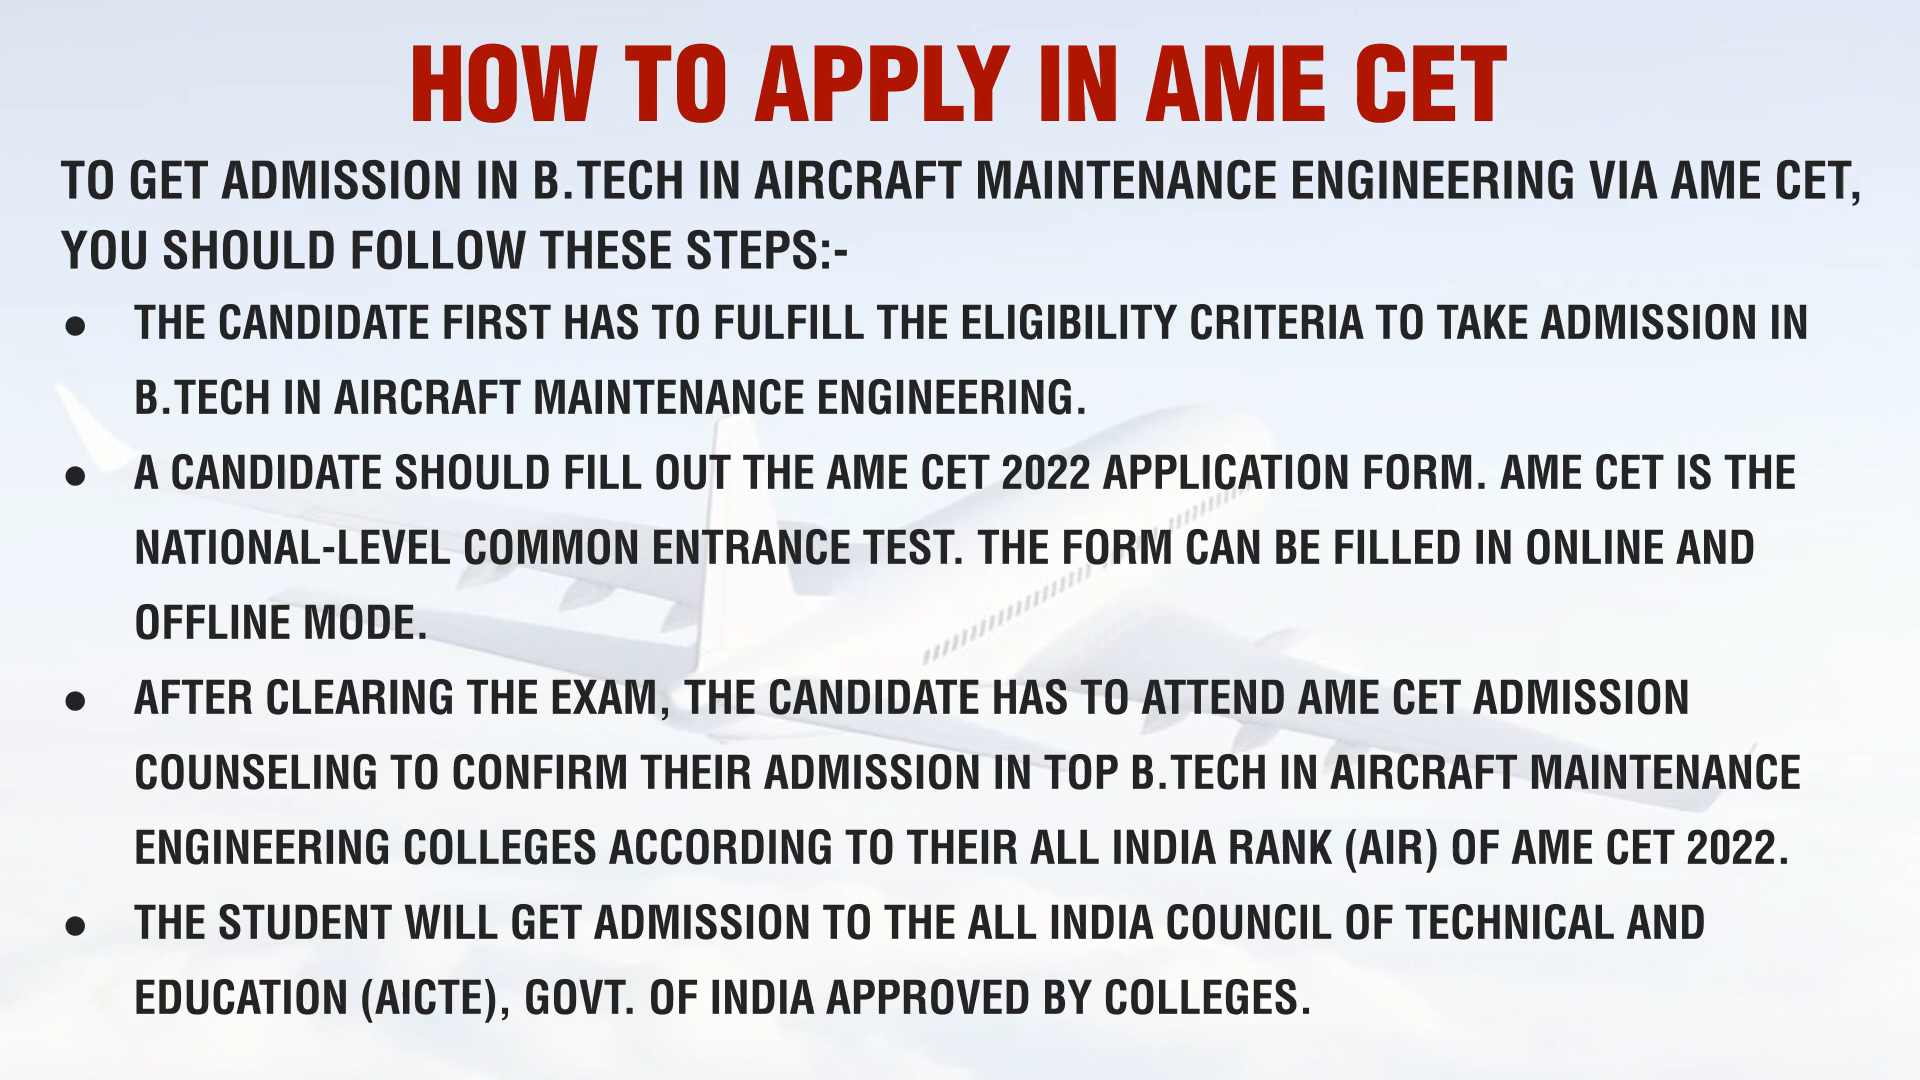 HOW TO APPLY IN AME CET
TO GET ADMISSION IN B.TECH IN AIRCRAFT MAINTENANCE ENGINEERING VIA AME CET,
YOU SHOULD FOLLOW THESE STEPS:-
● THE CANDIDATE FIRST HAS TO FULFILL THE ELIGIBILITY CRITERIA TO TAKE ADMISSION IN
B.TECH IN AIRCRAFT MAINTENANCE ENGINEERING.
● A CANDIDATE SHOULD FILL OUT THE AME CET 2022 APPLICATION FORM. AME CET IS THE
NATIONAL-LEVEL COMMON ENTRANCE TEST. THE FORM CAN BE FILLED IN ONLINE AND
OFFLINE MODE.
● AFTER CLEARING THE EXAM, THE CANDIDATE HAS TO ATTEND AME CET ADMISSION
COUNSELING TO CONFIRM THEIR ADMISSION IN TOP B.TECH IN AIRCRAFT MAINTENANCE
ENGINEERING COLLEGES ACCORDING TO THEIR ALL INDIA RANK (AIR) OF AME CET 2022.
● THE STUDENT WILL GET ADMISSION TO THE ALL INDIA COUNCIL OF TECHNICAL AND
EDUCATION (AICTE), GOVT. OF INDIA APPROVED BY COLLEGES.